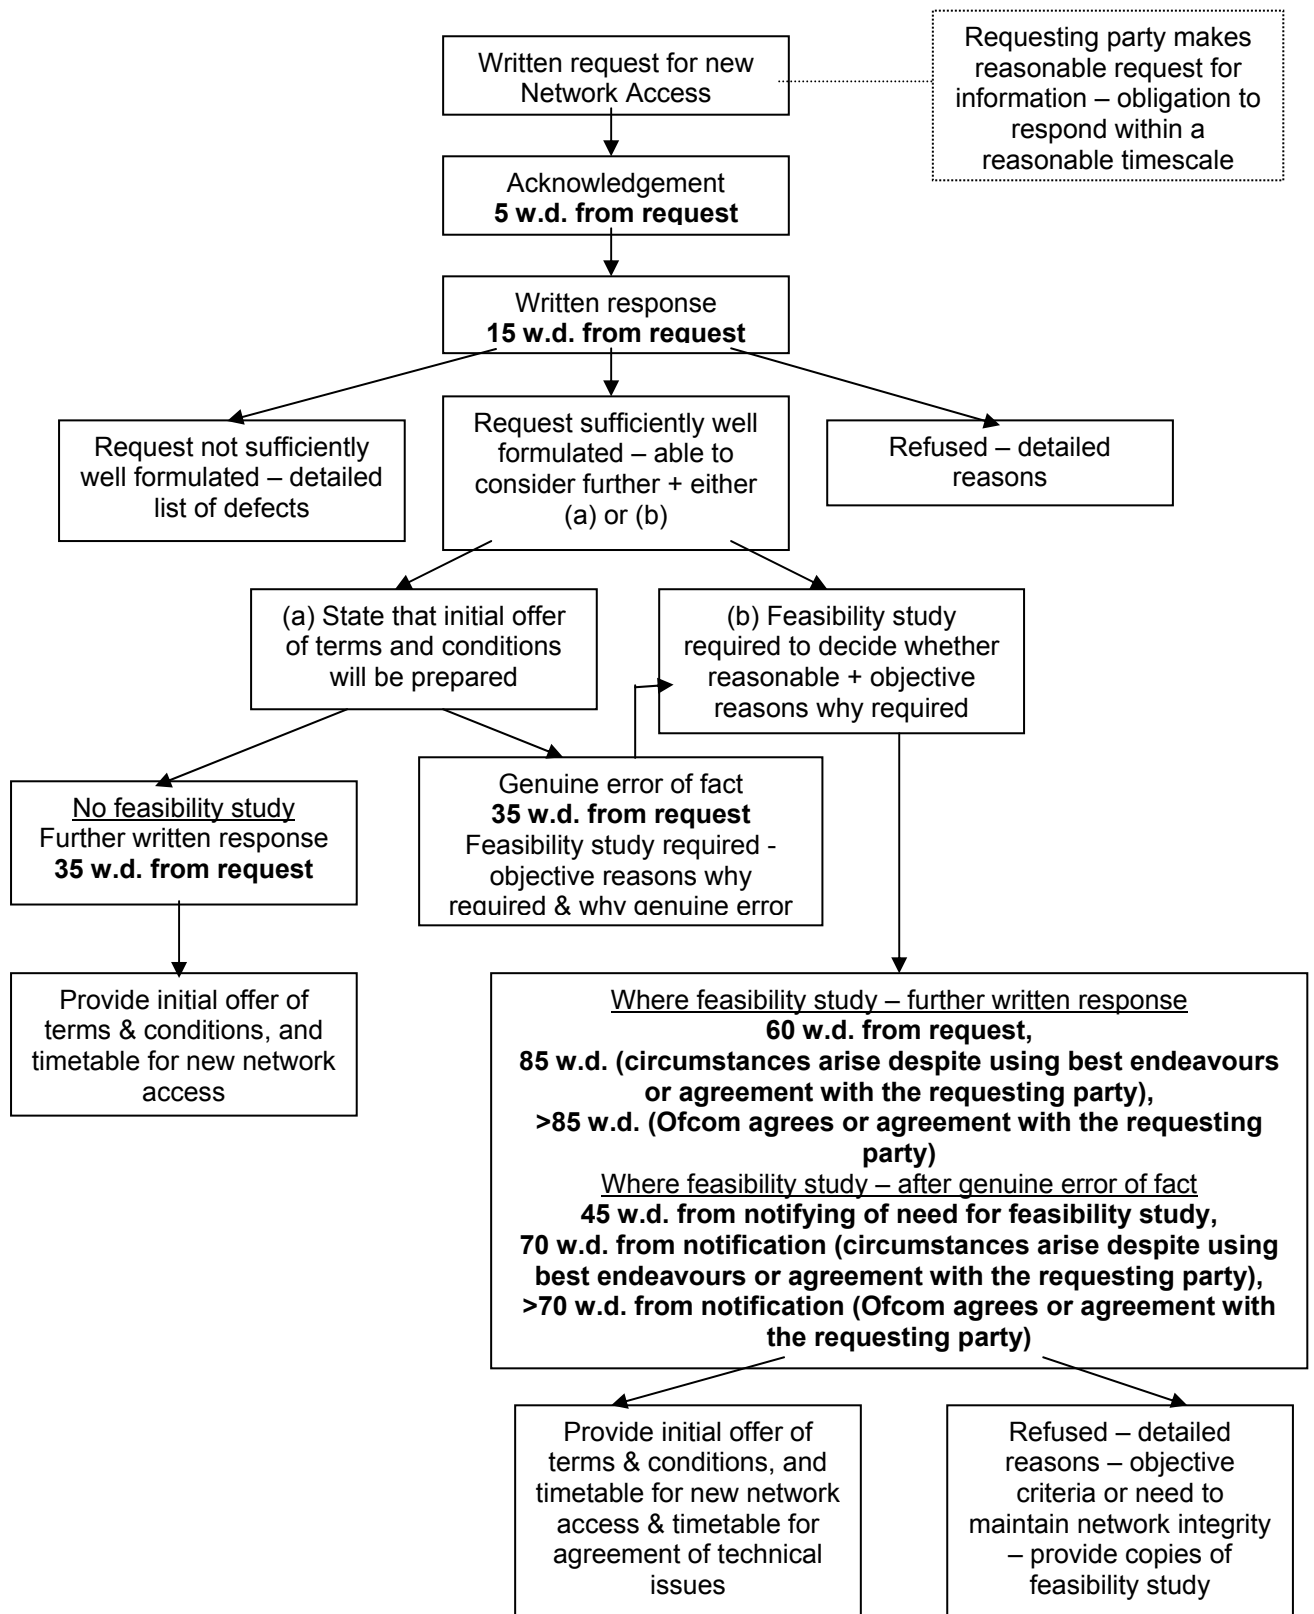 Written request for new
Network Access
Requesting party makes
reasonable request for
information – obligation to
respond within a
reasonable timescale
Acknowledgement
5 w.d. from request
Written response
15 w.d. from request
Request not sufficiently
well formulated – detailed
list of defects
Request sufficiently well
formulated – able to
consider further + either
(a) or (b)
Refused – detailed
reasons
(a) State that initial offer
of terms and conditions
will be prepared
(b) Feasibility study
required to decide whether
reasonable + objective
reasons why required
No feasibility study
Further written response
35 w.d. from request
Genuine error of fact
35 w.d. from request
Feasibility study required -
objective reasons why
required & why genuine error
Provide initial offer of
terms & conditions, and
timetable for new network
access
Where feasibility study – further written response
60 w.d. from request,
85 w.d. (circumstances arise despite using best endeavours
or agreement with the requesting party),
>85 w.d. (Ofcom agrees or agreement with the requesting
party)
Where feasibility study – after genuine error of fact
45 w.d. from notifying of need for feasibility study,
70 w.d. from notification (circumstances arise despite using
best endeavours or agreement with the requesting party),
>70 w.d. from notification (Ofcom agrees or agreement with
the requesting party)
Provide initial offer of
terms & conditions, and
timetable for new network
access & timetable for
agreement of technical
issues
Refused – detailed
reasons – objective
criteria or need to
maintain network integrity
– provide copies of
feasibility study